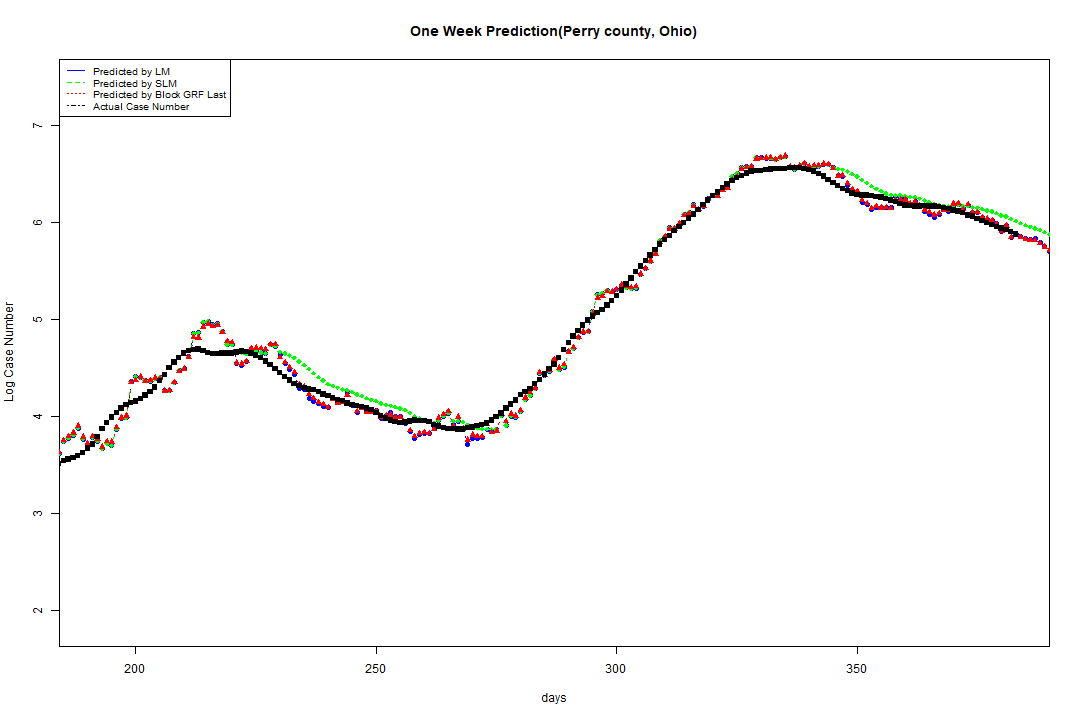 One Week Prediction(Perry county, Ohio)
Predicted by LM
Predicted by SLM
Predicted by Block GRF Last
Actual Case Number
7
6
5
4
3
2
Log Case Number
200 250 300 350
days